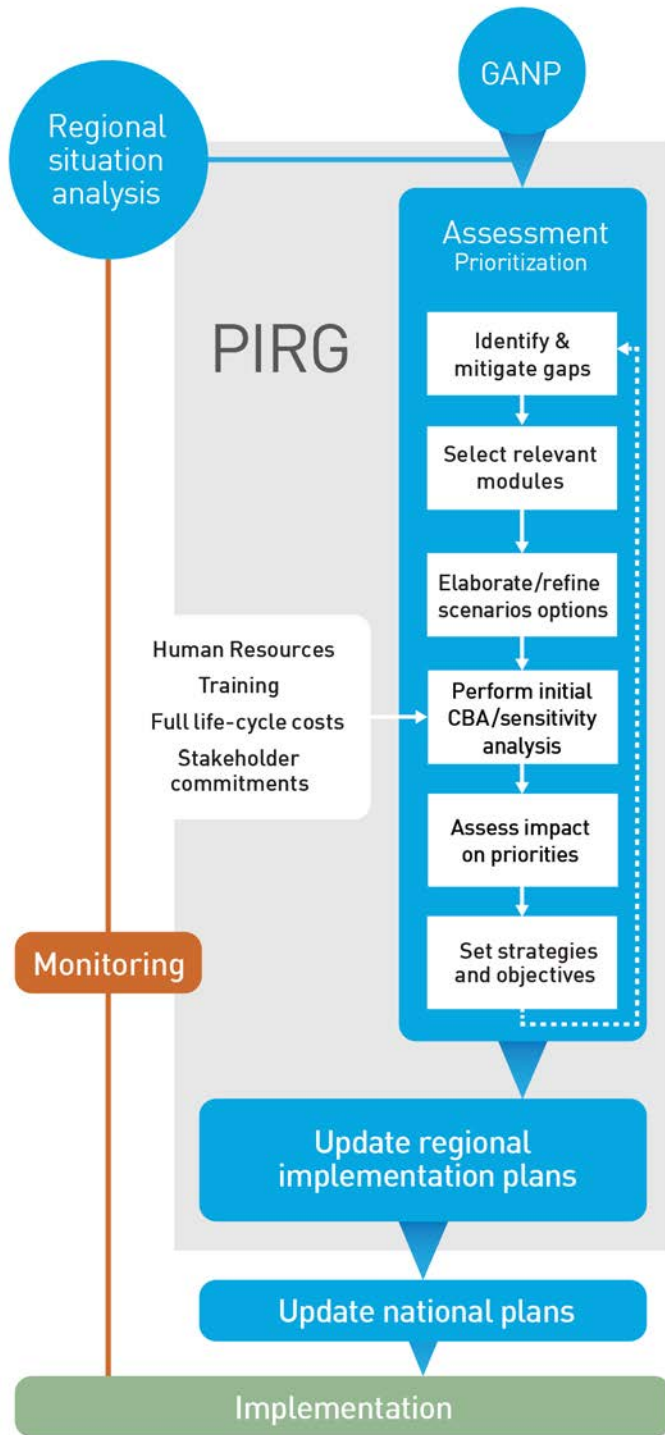 GANP
Regional
situation
analysis
Assessment
Prioritization
PIRG
Identify &
mitigate gaps
Select relevant
modules
Elaborate/refine
scenarios options
Human Resources
Training
Full life-cycle costs
Stakeholder
commitments
Perform initial
CBA/sensitivity
analysis
Assess impact
on priorities
Set strategies
and objectives
Monitoring
Update regional
implementation plans
Update national plans
Implementation